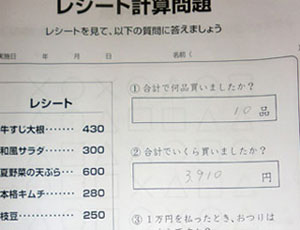 レシート計算問題
レシートを見て、以下の質問に答えましょう
実施日 年 月 日 名前(
レシート
牛すじ大根‥‥‥ 430
和風サラダ‥‥‥ 300
夏野菜の天ぷら‥‥ 600
本格キムチ‥‥‥ 280
枝豆‥‥‥‥‥ 250
①合計で何品買いましたか?
10 品
②合計でいくら買いましたか?
3,910 円
③1万円を払ったとき、おつりは